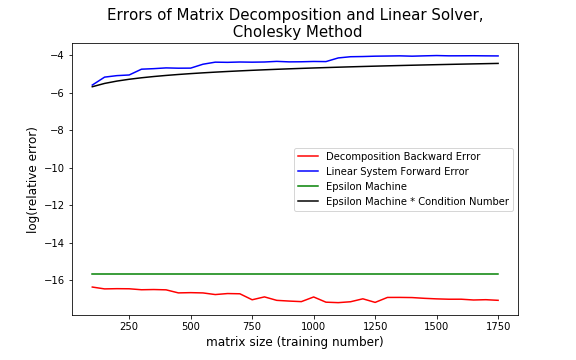 Errors of Matrix Decomposition and Linear Solver,
Cholesky Method
log(relative error)
−4
−6
−8
−10
−12
−14
−16
Decomposition Backward Error
Linear System Forward Error
Epsilon Machine
Epsilon Machine * Condition Number
250
500
750
1000
1250
1500
1750
matrix size (training number)